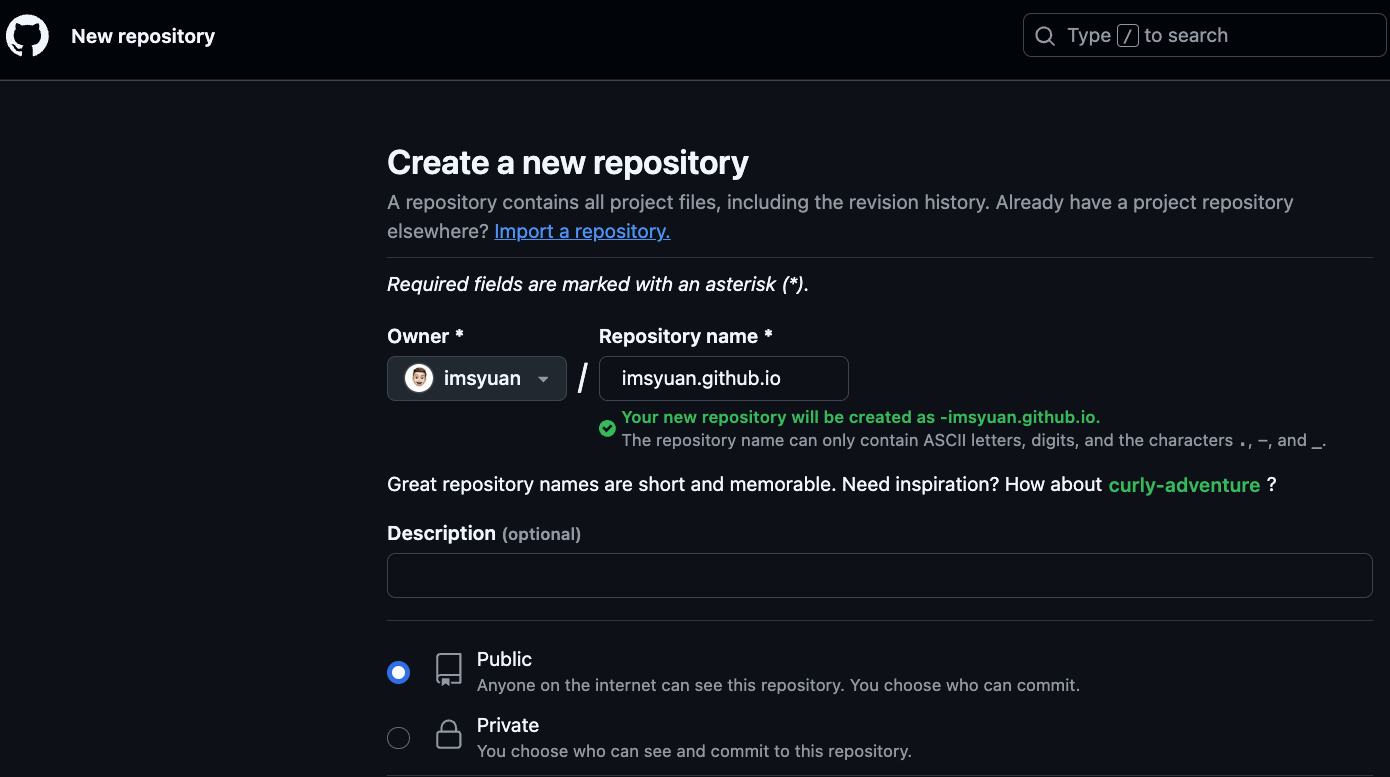 New repository
Type / to search
Create a new repository
A repository contains all project files, including the revision history. Already have a project repository
elsewhere? Import a repository.
Required fields are marked with an asterisk (*).
Owner * Repository name *
imsyuan / imsyuan.github.io
Your new repository will be created as -imsyuan.github.io.
The repository name can only contain ASCII letters, digits, and the characters ., –, and _.
Great repository names are short and memorable. Need inspiration? How about curly-adventure ?
Description (optional)
Public
Anyone on the internet can see this repository. You choose who can commit.
Private
You choose who can see and commit to this repository.